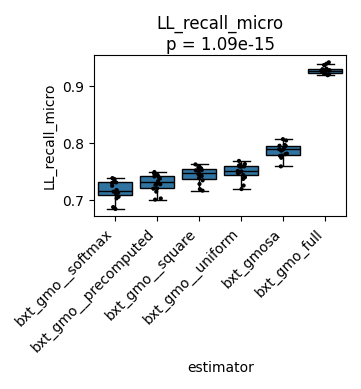 LL_recall_micro
p = 1.09e-15
LL_recall_micro
0.9
0.8
0.7
bxt_gmo__softmax
bxt_gmo__precomputed
bxt_gmo__square
bxt_gmo__uniform
bxt_gmosa
bxt_gmo_full
estimator